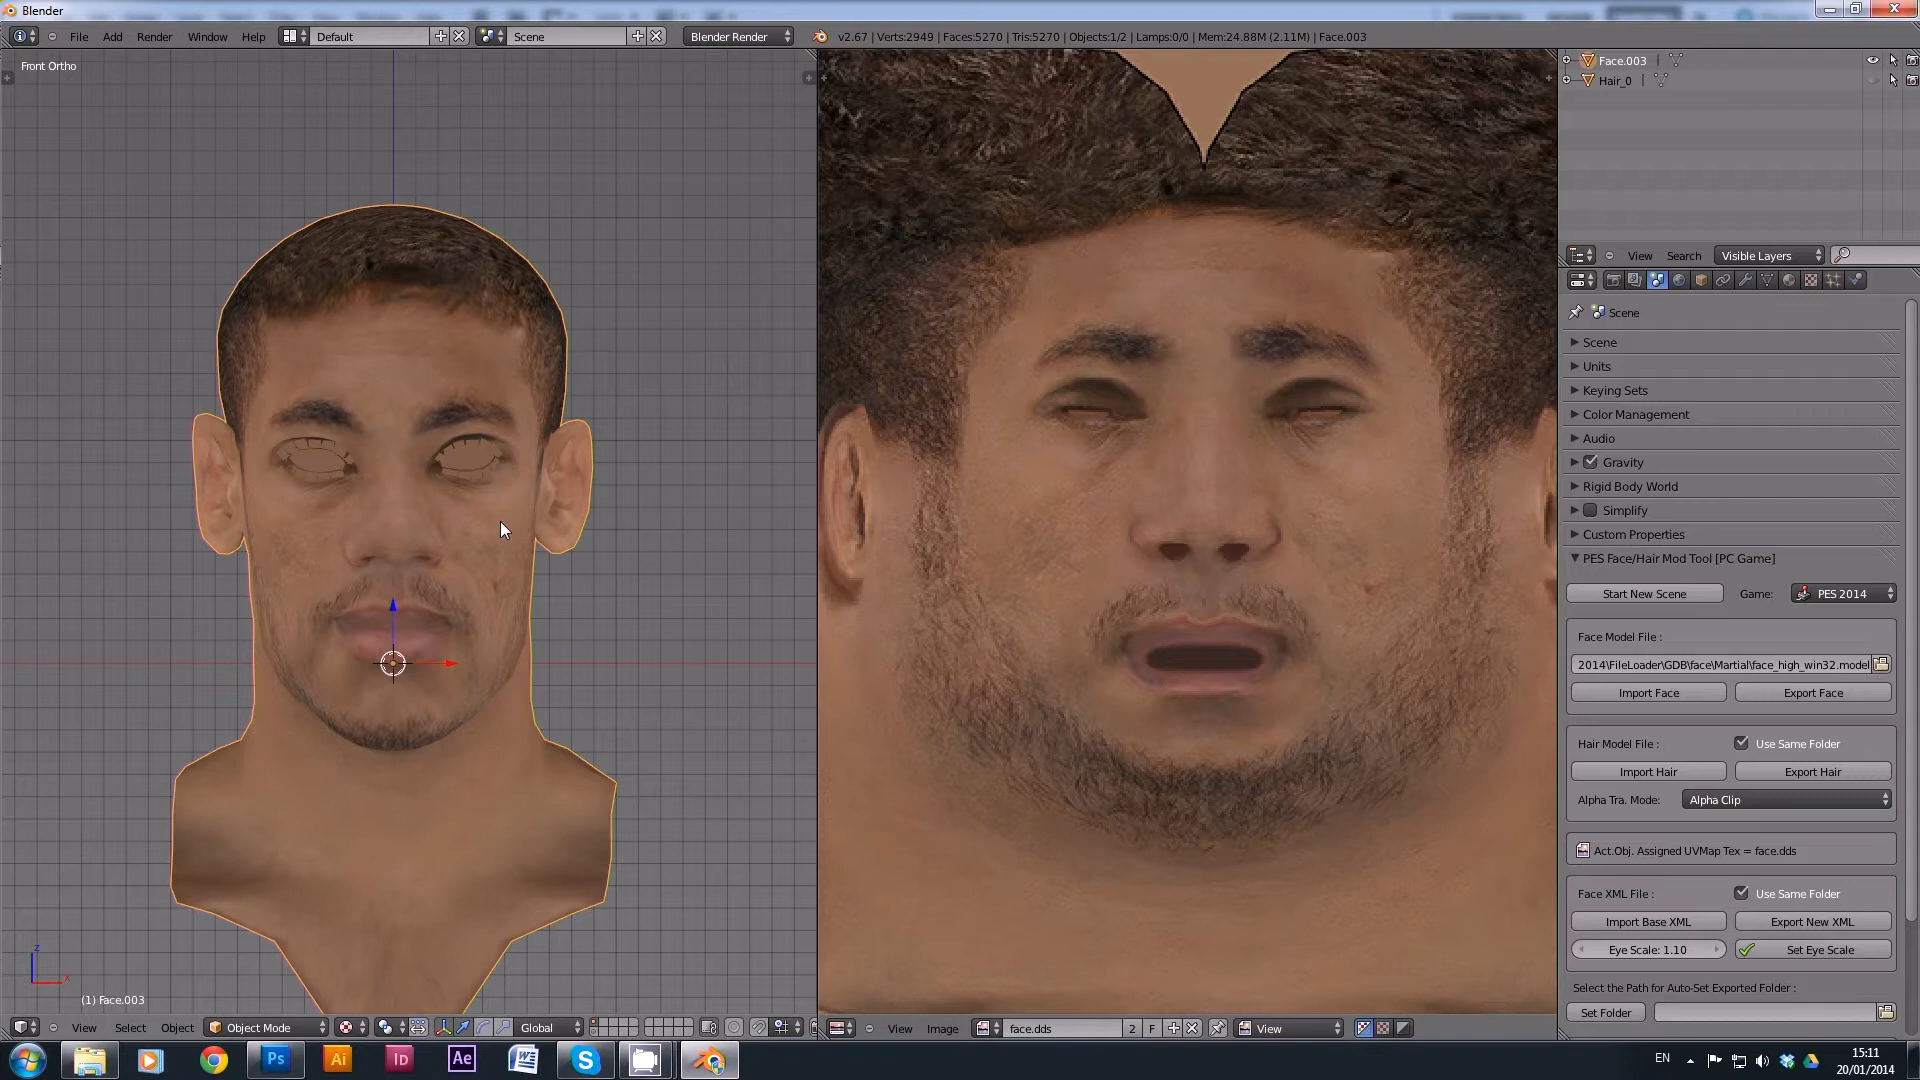 Blender
File Add Render Window Help Default Scene Blender Render v2.67 | Verts:2949 | Faces:5270 | Tris:5270 | Objects:1/2 | Lamps:0/0 | Mem:24.88M (2.11M) | Face.003
Front Ortho
Face.003
Hair_0
View Search Visible Layers
Scene
Scene
Units
Keying Sets
Color Management
Audio
Gravity
Rigid Body World
Simplify
Custom Properties
PES Face/Hair Mod Tool [PC Game]
Start New Scene Game: PES 2014
Face Model File :
2014\FileLoader\GDB\face\Martial\face_high_win32.model
Import Face Export Face
Hair Model File : Use Same Folder
Import Hair Export Hair
Alpha Tra. Mode: Alpha Clip
Act.Obj. Assigned UVMap Tex = face.dds
Face XML File : Use Same Folder
Import Base XML Export New XML
Eye Scale: 1.10 Set Eye Scale
Select the Path for Auto-Set Exported Folder :
Set Folder
z
x
(1) Face.003
View Select Object Object Mode Global View Image face.dds 2 F View
Ps Ai Id Ae W S EN 15:11
20/01/2014